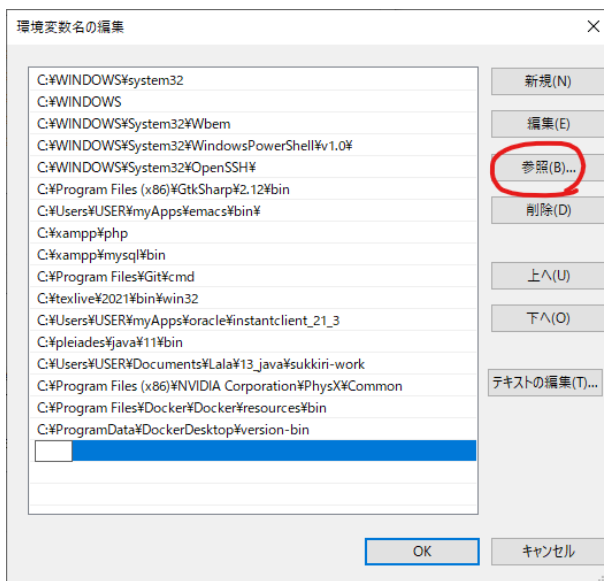 環境変数名の編集
C:¥WINDOWS¥system32
C:¥WINDOWS
C:¥WINDOWS¥System32¥Wbem
C:¥WINDOWS¥System32¥WindowsPowerShell¥v1.0¥
C:¥WINDOWS¥System32¥OpenSSH¥
C:¥Program Files (x86)¥GtkSharp¥2.12¥bin
C:¥Users¥USER¥myApps¥emacs¥bin¥
C:¥xampp¥php
C:¥xampp¥mysql¥bin
C:¥Program Files¥Git¥cmd
C:¥texlive¥2021¥bin¥win32
C:¥Users¥USER¥myApps¥oracle¥instantclient_21_3
C:¥pleiades¥java¥11¥bin
C:¥Users¥USER¥Documents¥Lala¥13_java¥sukkiri-work
C:¥Program Files (x86)¥NVIDIA Corporation¥PhysX¥Common
C:¥Program Files¥Docker¥Docker¥resources¥bin
C:¥ProgramData¥DockerDesktop¥version-bin
新規(N)
編集(E)
参照(B)...
削除(D)
上へ(U)
下へ(O)
テキストの編集(T)...
OK
キャンセル